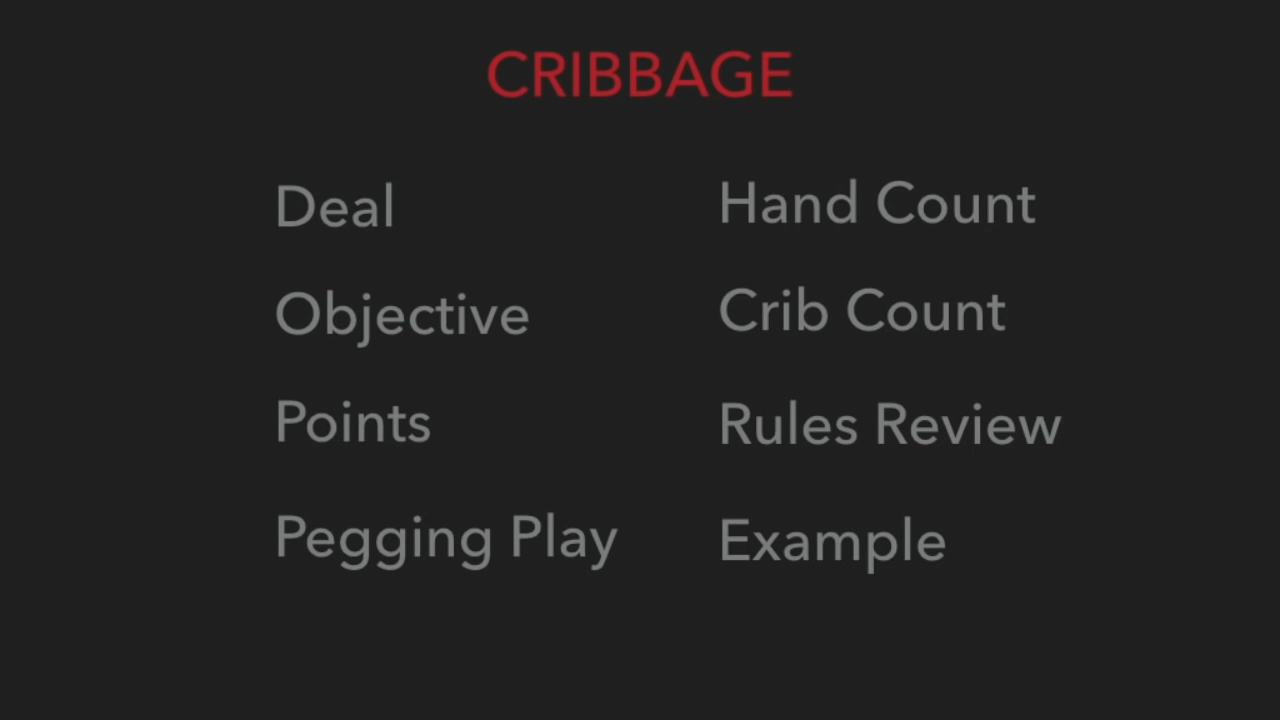 CRIBBAGE
Deal
Objective
Points
Pegging Play
Hand Count
Crib Count
Rules Review
Example